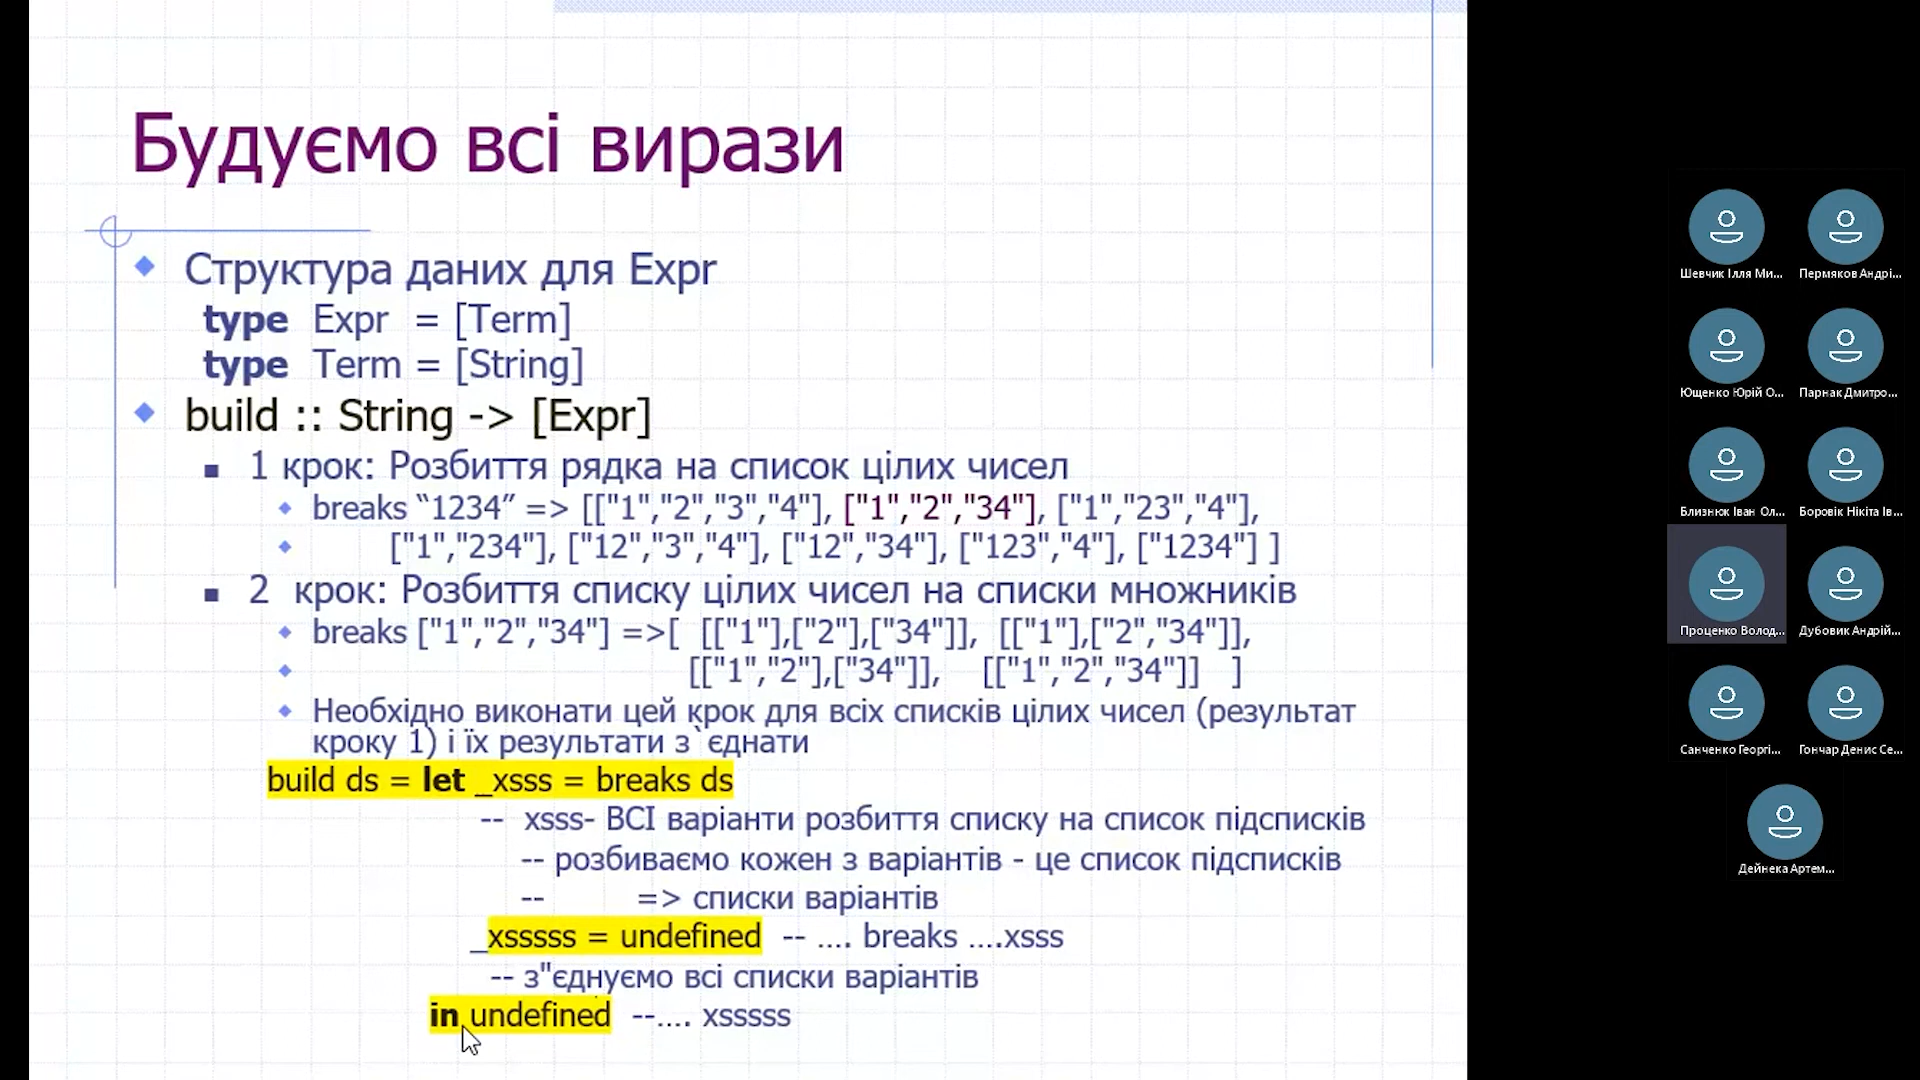 Будуємо всі вирази
Структура даних для Expr
type Expr = [Term]
type Term = [String]
build :: String -> [Expr]
1 крок: Розбиття рядка на список цілих чисел
breaks “1234” => [["1","2","3","4"], ["1","2","34"], ["1","23","4"],
["1","234"], ["12","3","4"], ["12","34"], ["123","4"], ["1234"] ]
2 крок: Розбиття списку цілих чисел на списки множників
breaks ["1","2","34"] =>[ [["1"],["2"],["34"]], [["1"],["2","34"]],
[["1","2"],["34"]], [["1","2","34"]] ]
Необхідно виконати цей крок для всіх списків цілих чисел (результат
кроку 1) і їх результати з`єднати
build ds = let _xsss = breaks ds
-- xsss- ВСІ варіанти розбиття списку на список підсписків
-- розбиваємо кожен з варіантів - це список підсписків
-- => списки варіантів
_xsssss = undefined -- …. breaks ….xsss
-- з"єднуємо всі списки варіантів
in undefined --…. xsssss
Шевчик Ілля Ми...
Пермяков Андрі...
Ющенко Юрій О...
Парнак Дмитро...
Близнюк Іван Ол...
Боровік Нікіта Ів...
Проценко Волод...
Дубовик Андрій...
Санченко Георгі...
Гончар Денис Се...
Дейнека Артем...